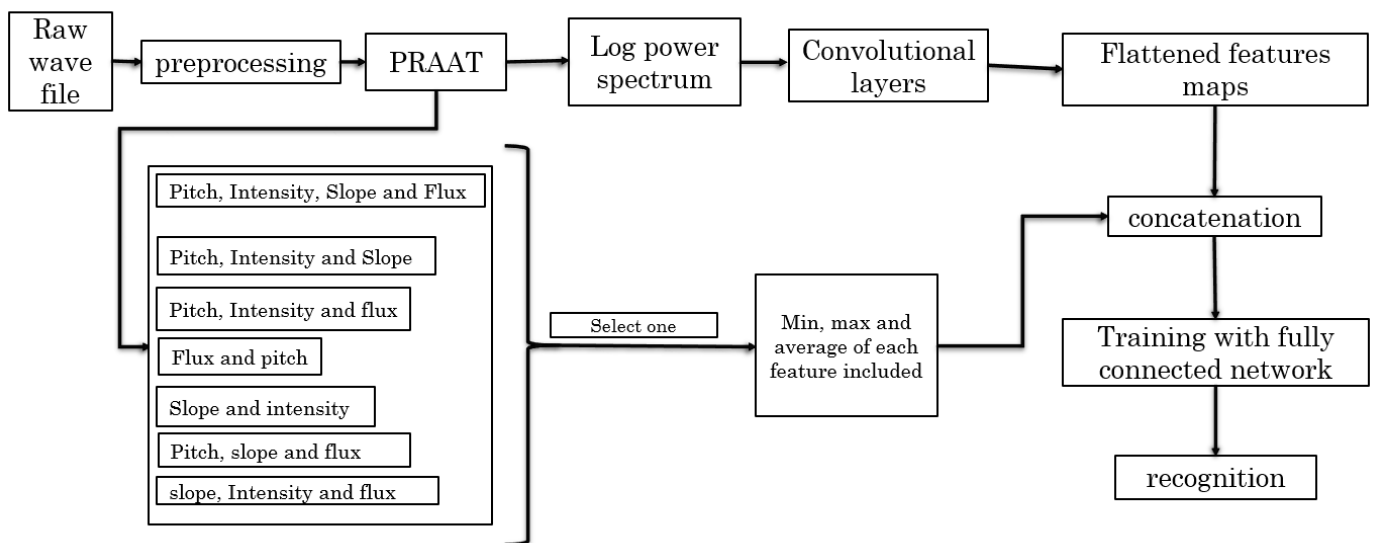 Raw
wave
file
preprocessing
PRAAT
Log power
spectrum
Convolutional
layers
Flattened features
maps
Pitch, Intensity, Slope and Flux
Pitch, Intensity and Slope
Pitch, Intensity and flux
Flux and pitch
Slope and intensity
Pitch, slope and flux
slope, Intensity and flux
Select one
Min, max and
average of each
feature included
concatenation
Training with fully
connected network
recognition